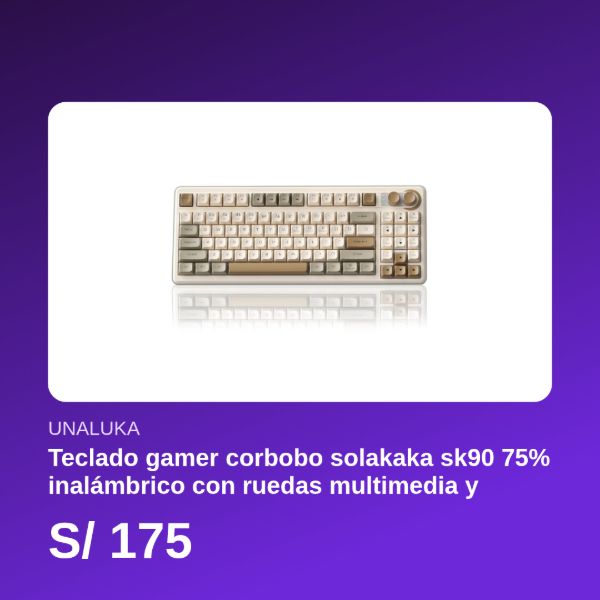 UNALUKA
Teclado gamer corbobo solakaka sk90 75%
inalámbrico con ruedas multimedia y
S/ 175